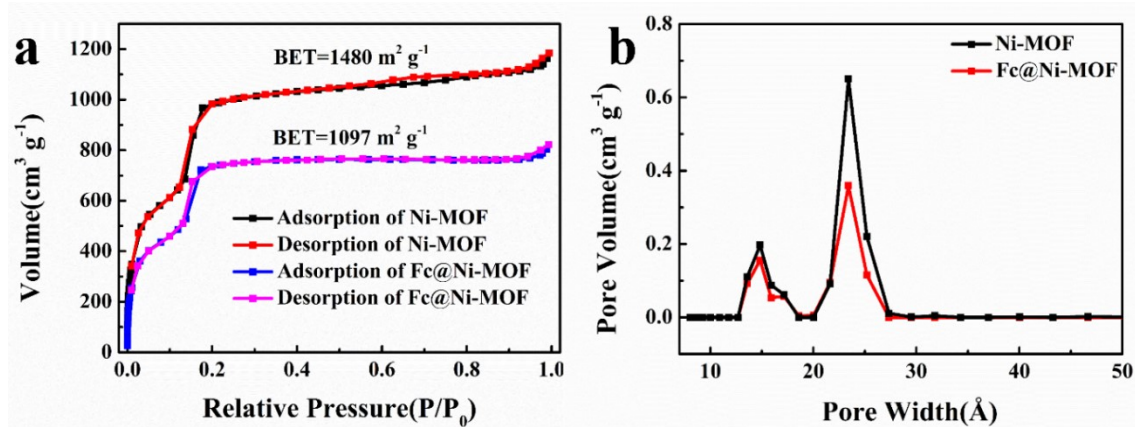 a
BET=1480 m² g⁻¹
BET=1097 m² g⁻¹
Adsorption of Ni-MOF
Desorption of Ni-MOF
Adsorption of Fc@Ni-MOF
Desorption of Fc@Ni-MOF
Volume(cm³ g⁻¹)
1200
1000
800
600
400
200
0
0.0 0.2 0.4 0.6 0.8 1.0
Relative Pressure(P/P₀)
b
Ni-MOF
Fc@Ni-MOF
Pore Volume(cm³ g⁻¹)
0.8
0.6
0.4
0.2
0.0
10 20 30 40 50
Pore Width(Å)